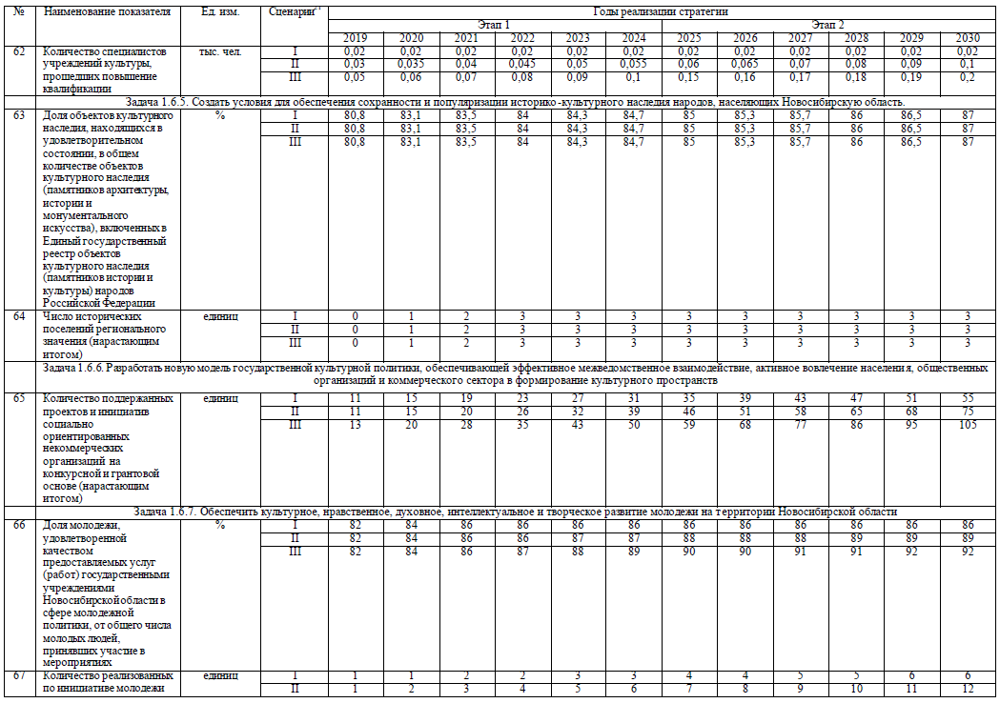 № Наименование показателя Ед. изм. Сценарии Годы реализации стратегии
Этап 1 Этап 2
2019 2020 2021 2022 2023 2024 2025 2026 2027 2028 2029 2030
62 Количество специалистов тыс. чел. I 0,02 0,02 0,02 0,02 0,02 0,02 0,02 0,02 0,02 0,02 0,02 0,02
учреждений культуры, II 0,03 0,035 0,04 0,045 0,05 0,055 0,06 0,065 0,07 0,08 0,09 0,1
прошедших повышение III 0,05 0,06 0,07 0,08 0,09 0,1 0,15 0,16 0,17 0,18 0,19 0,2
квалификации
Задача 1.6.5. Создать условия для обеспечения сохранности и популяризации историко-культурного наследия народов, населяющих Новосибирскую область.
63 Доля объектов культурного % I 80,8 83,1 83,5 84 84,3 84,7 85 85,3 85,7 86 86,5 87
наследия, находящихся в II 80,8 83,1 83,5 84 84,3 84,7 85 85,3 85,7 86 86,5 87
удовлетворительном III 80,8 83,1 83,5 84 84,3 84,7 85 85,3 85,7 86 86,5 87
состоянии, в общем
количестве объектов
культурного наследия
(памятников архитектуры,
истории и
монументального
искусства), включенных в
Единый государственный
реестр объектов
культурного наследия
(памятников истории и
культуры) народов
Российской Федерации
64 Число исторических единиц I 0 1 2 3 3 3 3 3 3 3 3 3
поселений регионального II 0 1 2 3 3 3 3 3 3 3 3 3
значения (нарастающим III 0 1 2 3 3 3 3 3 3 3 3 3
итогом)
Задача 1.6.6. Разработать новую модель государственной культурной политики, обеспечивающей эффективное межведомственное взаимодействие, активное вовлечение населения, общественных
организаций и коммерческого сектора в формирование культурного пространств
65 Количество поддержанных единиц I 11 15 19 23 27 31 35 39 43 47 51 55
проектов и инициатив II 11 15 20 26 32 39 46 51 58 65 68 75
социально III 13 20 28 35 43 50 59 68 77 86 95 105
ориентированных
некоммерческих
организаций на
конкурсной и грантовой
основе (нарастающим
итогом)
Задача 1.6.7. Обеспечить культурное, нравственное, духовное, интеллектуальное и творческое развитие молодежи на территории Новосибирской области
66 Доля молодежи, % I 82 84 86 86 86 86 86 86 86 86 86 86
удовлетворенной II 82 84 86 86 87 87 88 88 88 89 89 89
качеством III 82 84 86 87 88 89 90 90 91 91 92 92
предоставляемых услуг
(работ) государственными
учреждениями
Новосибирской области в
сфере молодежной
политики, от общего числа
молодых людей,
принявших участие в
мероприятиях
67 Количество реализованных единиц I 1 1 2 2 3 3 4 4 5 5 6 6
по инициативе молодежи II 1 2 3 4 5 6 7 8 9 10 11 12